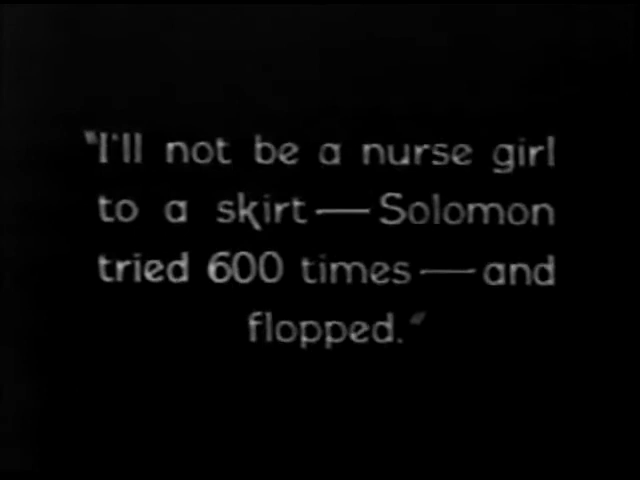 "I'll not be a nurse girl
to a skirt — Solomon
tried 600 times — and
flopped."